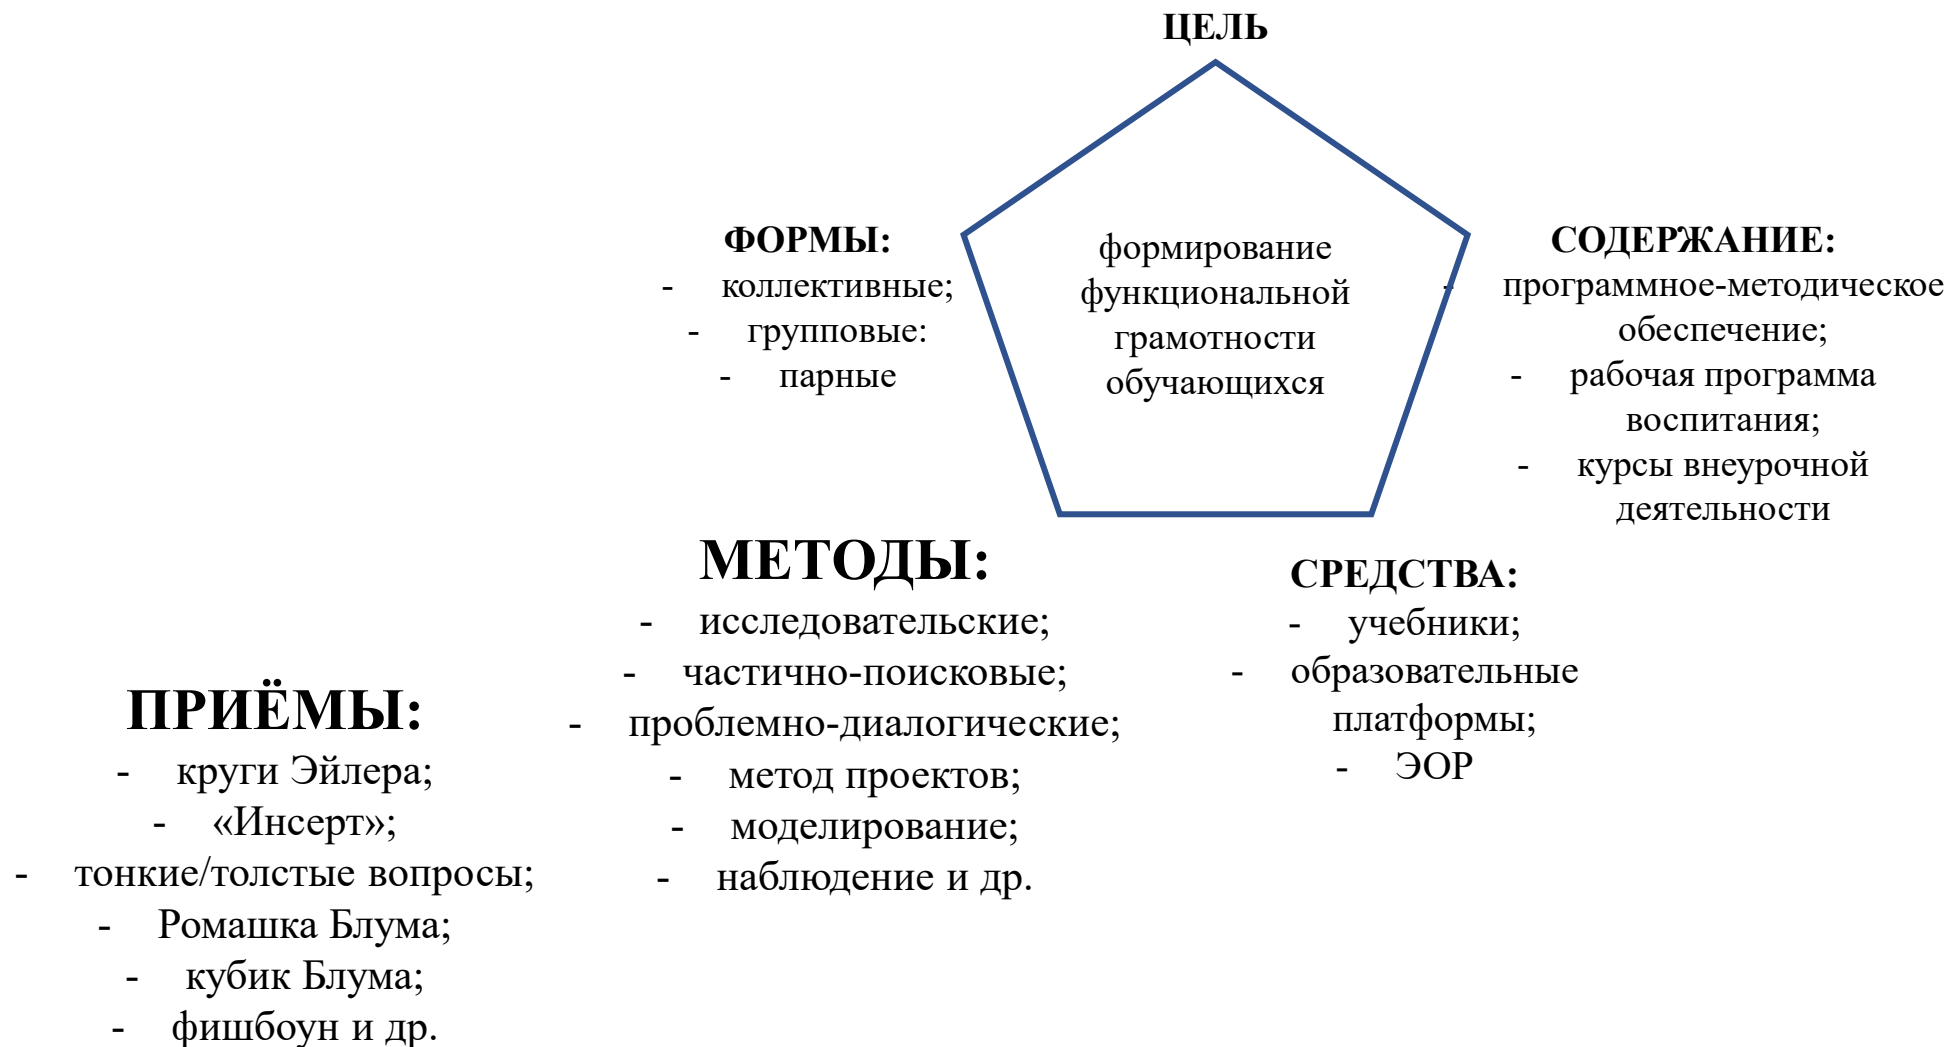 ЦЕЛЬ
формирование
функциональной
грамотности
обучающихся
ФОРМЫ:
- коллективные;
- групповые:
- парные
СОДЕРЖАНИЕ:
- программное-методическое
обеспечение;
- рабочая программа
воспитания;
- курсы внеурочной
деятельности
МЕТОДЫ:
- исследовательские;
- частично-поисковые;
- проблемно-диалогические;
- метод проектов;
- моделирование;
- наблюдение и др.
СРЕДСТВА:
- учебники;
- образовательные
платформы;
- ЭОР
ПРИЁМЫ:
- круги Эйлера;
- «Инсерт»;
- тонкие/толстые вопросы;
- Ромашка Блума;
- кубик Блума;
- фишбоун и др.